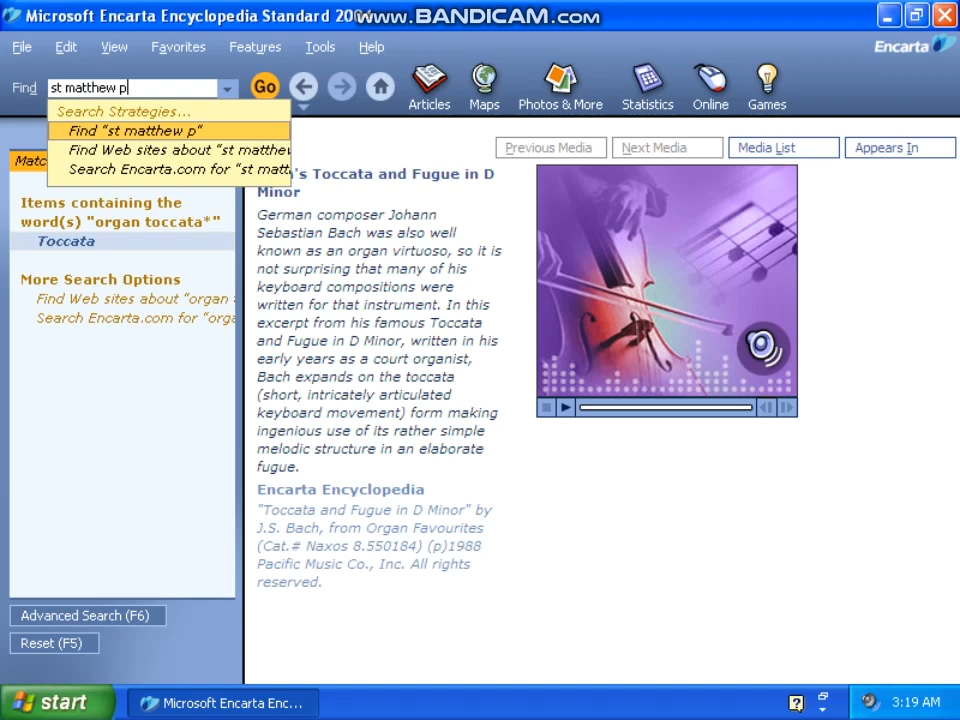 Microsoft Encarta Encyclopedia Standard 200
www.BANDICAM.com
File Edit View Favorites Features Tools Help
Encarta
Find st matthew p Go
Articles Maps Photos & More Statistics Online Games
Search Strategies...
Find "st matthew p"
Find Web sites about "st matthew
Search Encarta.com for "st matt
Previous Media Next Media Media List Appears In
Items containing the
word(s) "organ toccata*"
Toccata
More Search Options
Find Web sites about "organ
Search Encarta.com for "orga
's Toccata and Fugue in D
Minor
German composer Johann
Sebastian Bach was also well
known as an organ virtuoso, so it is
not surprising that many of his
keyboard compositions were
written for that instrument. In this
excerpt from his famous Toccata
and Fugue in D Minor, written in his
early years as a court organist,
Bach expands on the toccata
(short, intricately articulated
keyboard movement) form making
ingenious use of its rather simple
melodic structure in an elaborate
fugue.
Encarta Encyclopedia
"Toccata and Fugue in D Minor" by
J.S. Bach, from Organ Favourites
(Cat.# Naxos 8.550184) (p)1988
Pacific Music Co., Inc. All rights
reserved.
Advanced Search (F6)
Reset (F5)
start
Microsoft Encarta Enc...
3:19 AM